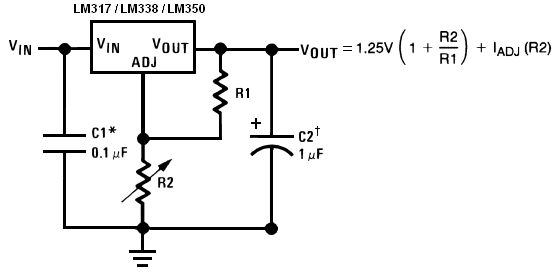 LM317 / LM338 / LM350
VIN
VIN
VOUT
ADJ
VOUT = 1.25V ( 1 + R2/R1 ) + IADJ (R2)
R1
C1*
0.1 µF
R2
+
C2†
1 µF